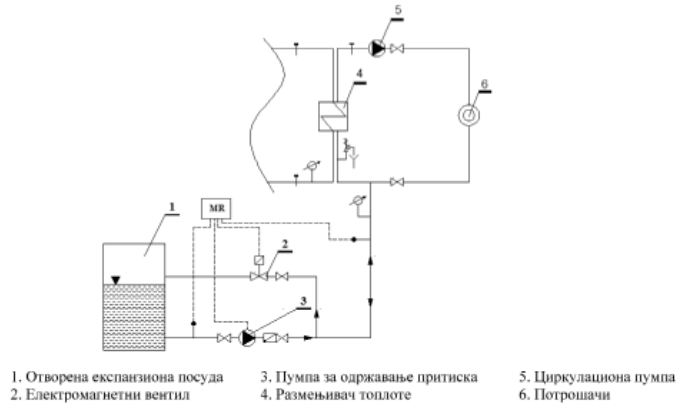 5
4
6
1
MR
2
3
1. Отворена експанзиона посуда
2. Електромагнетни вентил
3. Пумпа за одржавање притиска
4. Размењивач топлоте
5. Циркулациона пумпа
6. Потрошачи